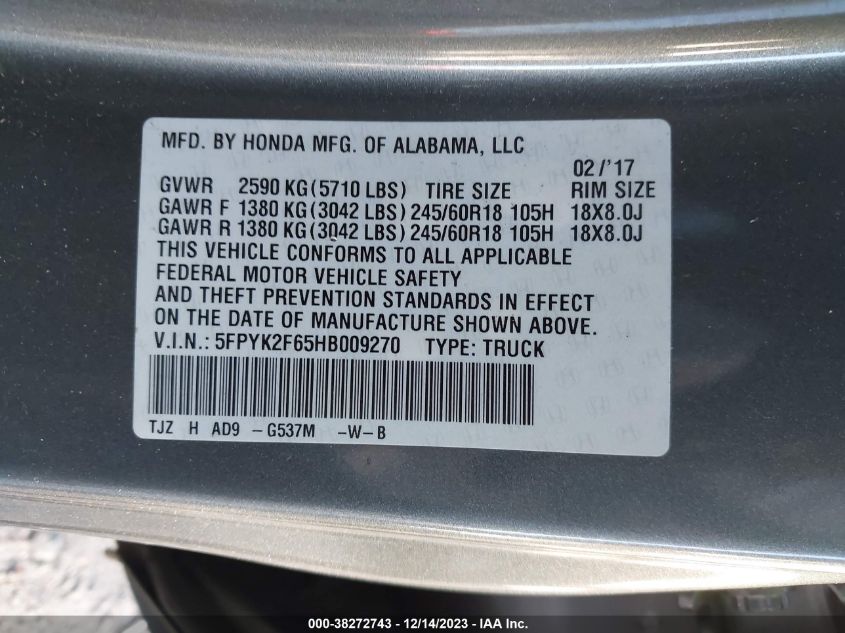 MFD. BY HONDA MFG. OF ALABAMA, LLC
02/'17
GVWR 2590 KG(5710 LBS) TIRE SIZE RIM SIZE
GAWR F 1380 KG(3042 LBS) 245/60R18 105H 18X8.0J
GAWR R 1380 KG(3042 LBS) 245/60R18 105H 18X8.0J
THIS VEHICLE CONFORMS TO ALL APPLICABLE
FEDERAL MOTOR VEHICLE SAFETY
AND THEFT PREVENTION STANDARDS IN EFFECT
ON THE DATE OF MANUFACTURE SHOWN ABOVE.
V.I.N.: 5FPYK2F65HB009270 TYPE: TRUCK
TJZ H AD9 -G537M -W-B
000-38272743 - 12/14/2023 - IAA Inc.